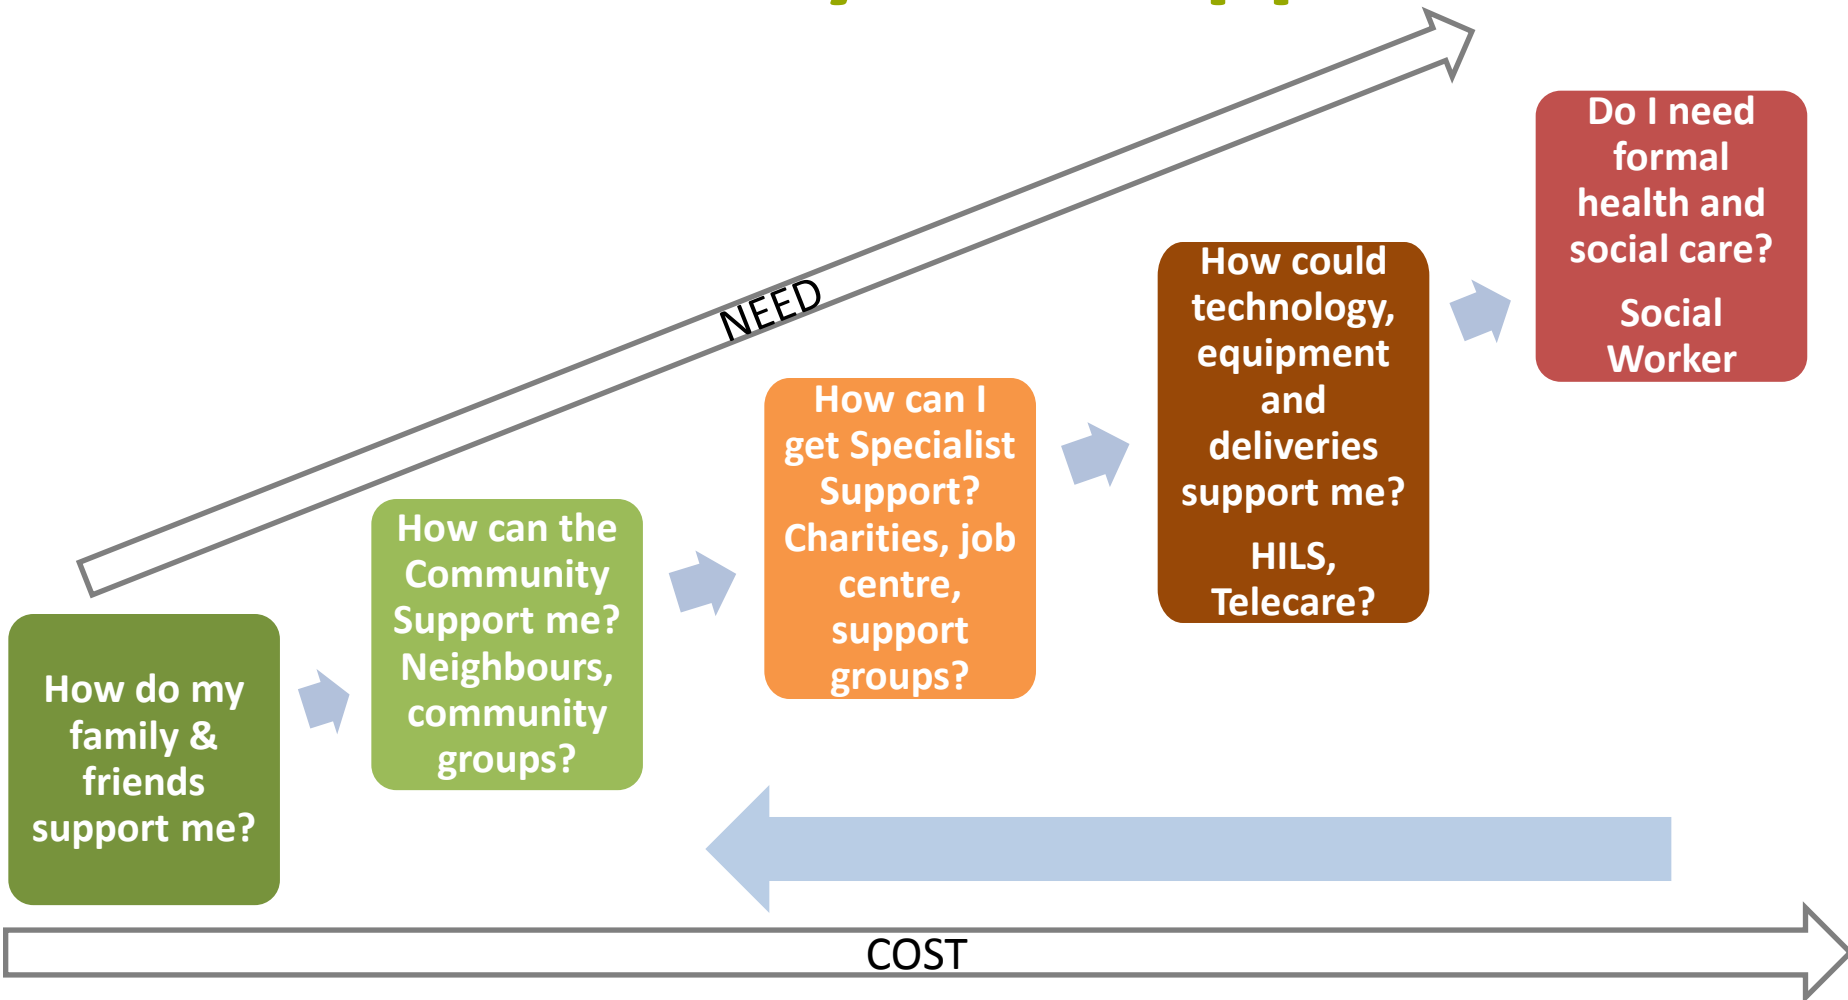 NEED
How do my
family &
friends
support me?
How can the
Community
Support me?
Neighbours,
community
groups?
How can I
get Specialist
Support?
Charities, job
centre,
support
groups?
How could
technology,
equipment
and
deliveries
support me?
HILS,
Telecare?
Do I need
formal
health and
social care?
Social
Worker
COST